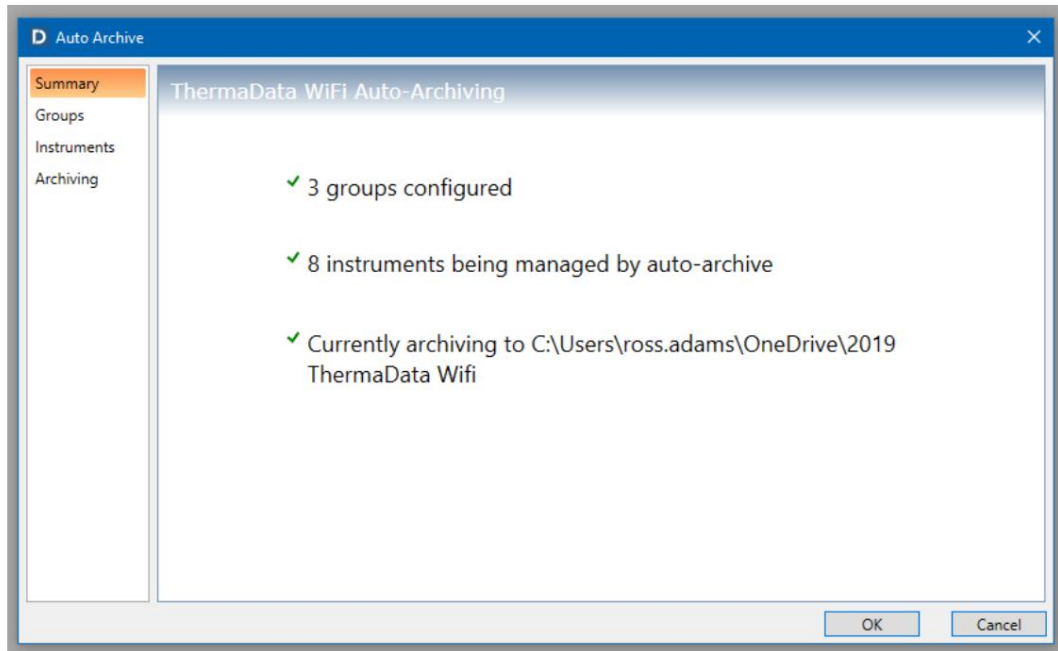 D Auto Archive
Summary
Groups
Instruments
Archiving
ThermaData WiFi Auto-Archiving
3 groups configured
8 instruments being managed by auto-archive
Currently archiving to C:\Users\ross.adams\OneDrive\2019
ThermaData Wifi
OK
Cancel